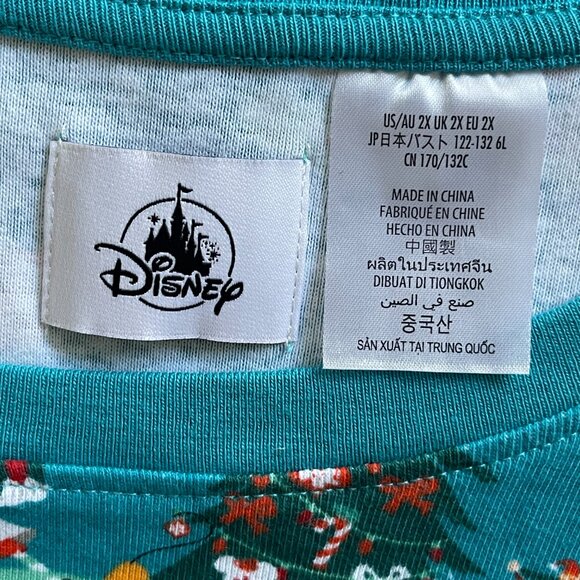 DISNEY
US/AU 2X UK 2X EU 2X
JP日本バスト 122-132 6L
CN 170/132C
MADE IN CHINA
FABRIQUÉ EN CHINE
HECHO EN CHINA
中國製
ผลิตในประเทศจีน
DIBUAT DI TIONGKOK
صنع في الصين
중국산
SẢN XUẤT TẠI TRUNG QUỐC